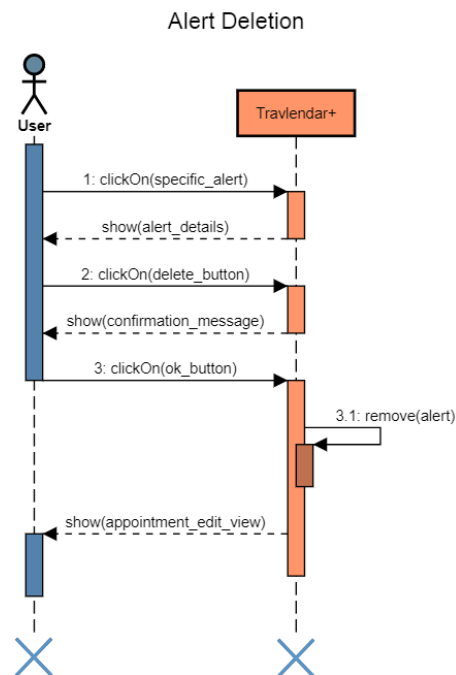 Alert Deletion
User
Travlendar+
1: clickOn(specific_alert)
show(alert_details)
2: clickOn(delete_button)
show(confirmation_message)
3: clickOn(ok_button)
3.1: remove(alert)
show(appointment_edit_view)